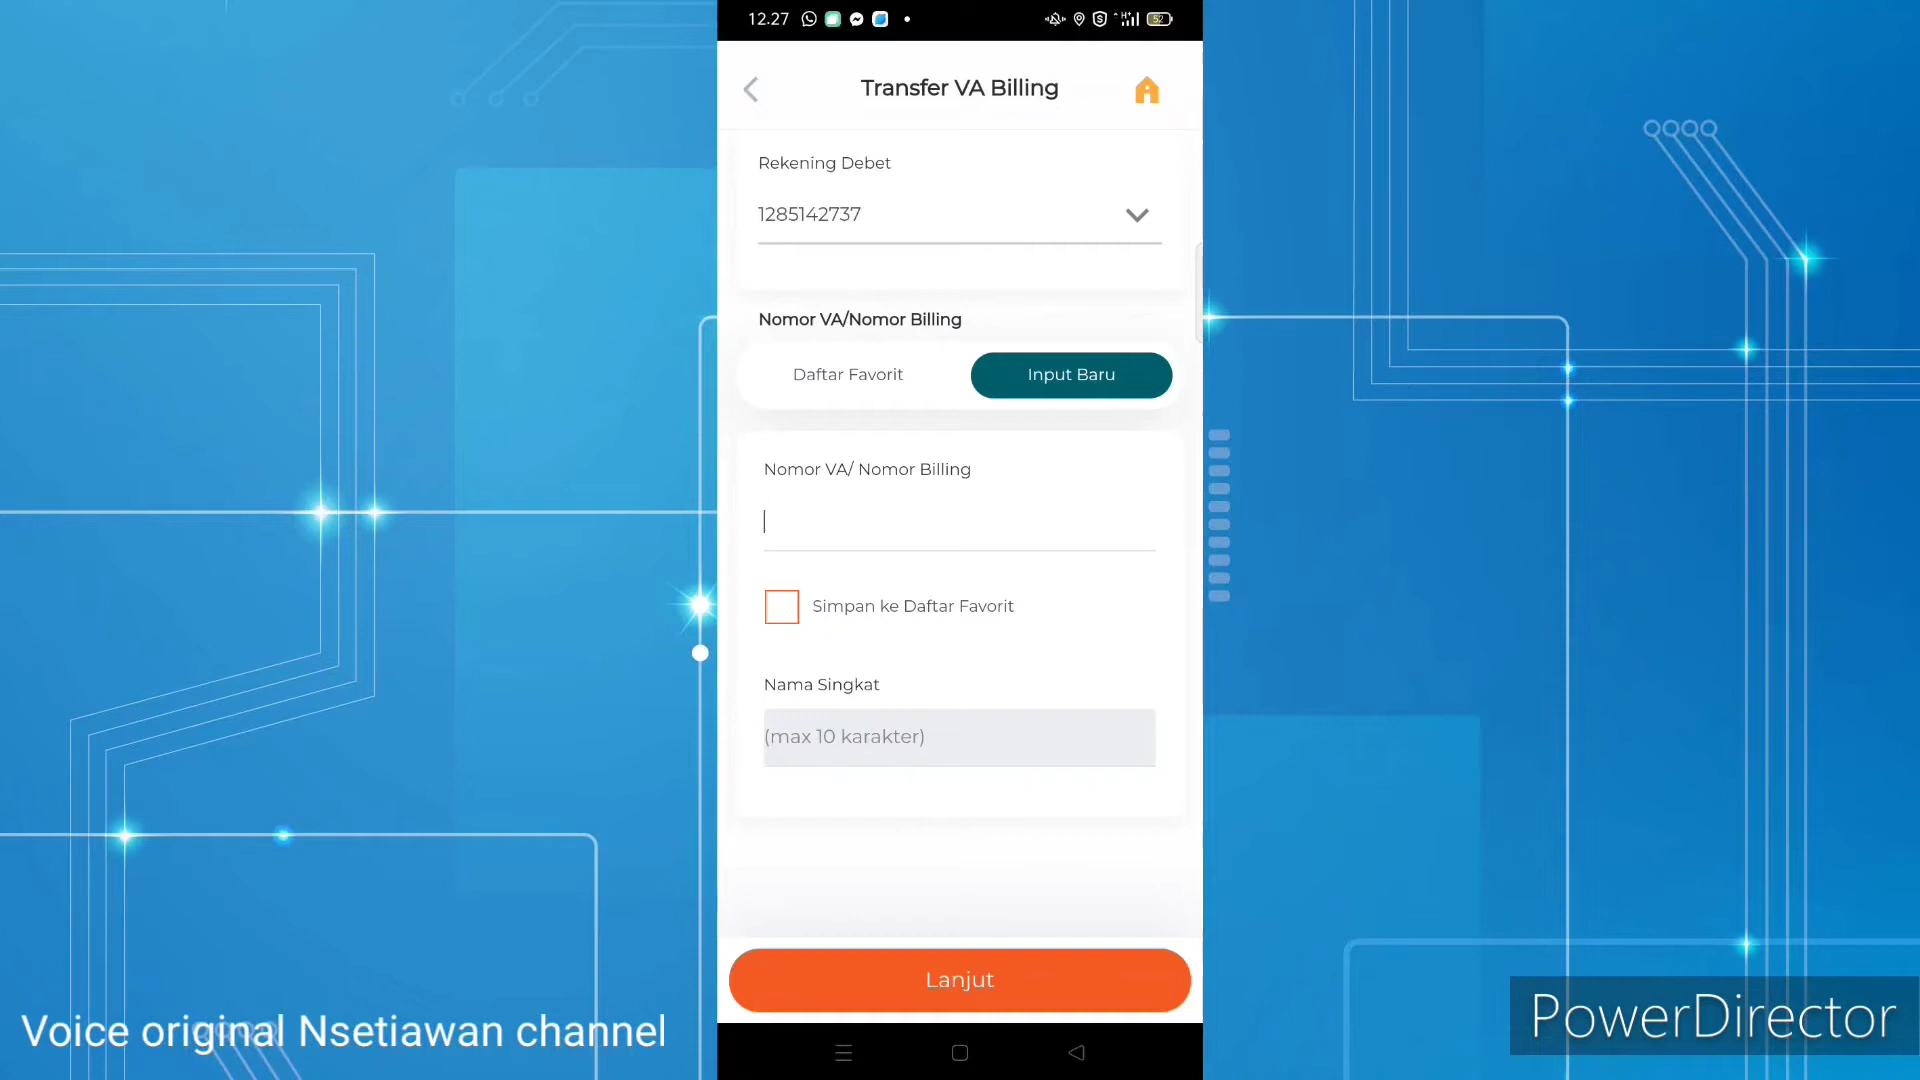 12.27
52
Transfer VA Billing
Rekening Debet
1285142737
Nomor VA/Nomor Billing
Daftar Favorit
Input Baru
Nomor VA/ Nomor Billing
Simpan ke Daftar Favorit
Nama Singkat
(max 10 karakter)
Lanjut
Voice original Nsetiawan channel
PowerDirector